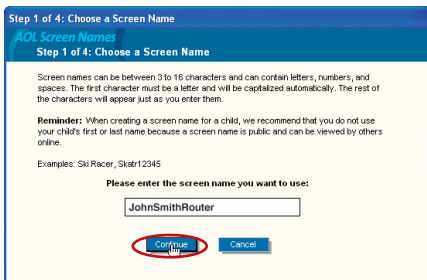 Step 1 of 4: Choose a Screen Name
AOL Screen Names
Step 1 of 4: Choose a Screen Name
Screen names can be between 3 to 16 characters and can contain letters, numbers, and
spaces. The first character must be a letter and will be capitalized automatically. The rest of
the characters will appear just as you enter them.
Reminder: When creating a screen name for a child, we recommend that you do not use
your child's first or last name because a screen name is public and can be viewed by others
online.
Examples: Ski Racer, Skatr12345
Please enter the screen name you want to use:
JohnSmithRouter
Continue Cancel